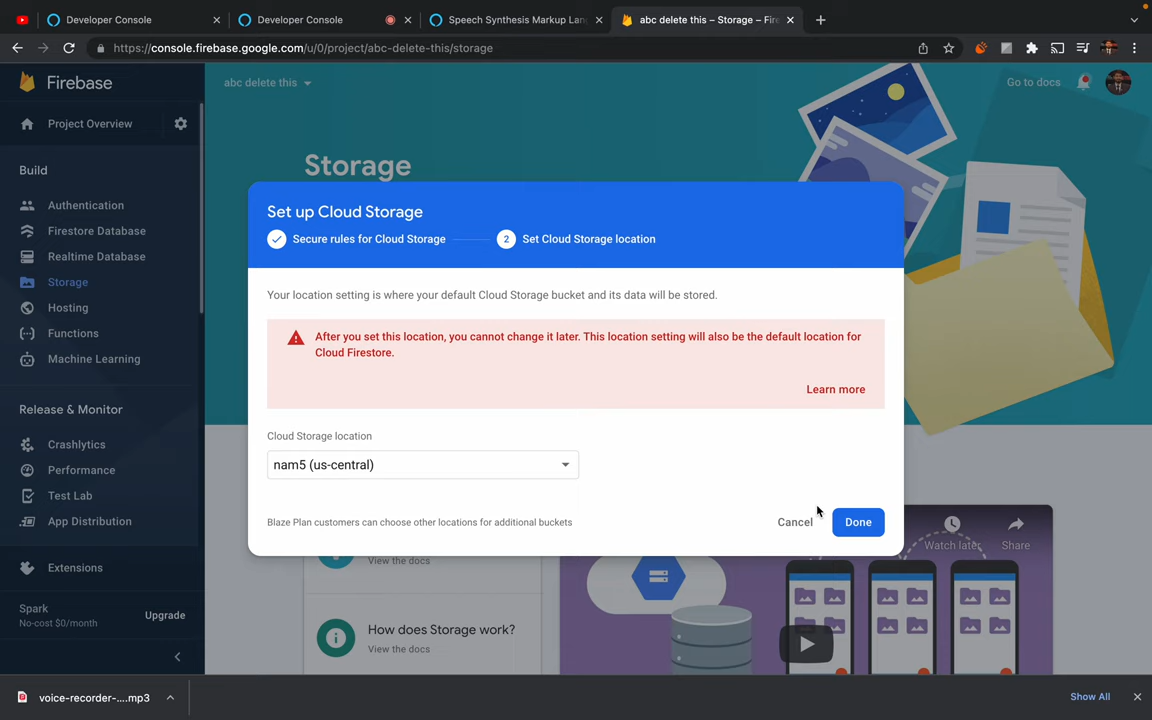 Developer Console
Developer Console
Speech Synthesis Markup Lan
abc delete this – Storage – Fire
https://console.firebase.google.com/u/0/project/abc-delete-this/storage
Firebase
abc delete this
Go to docs
Project Overview
Storage
Build
Authentication
Firestore Database
Realtime Database
Storage
Hosting
Functions
Machine Learning
Release & Monitor
Crashlytics
Performance
Test Lab
App Distribution
Extensions
Spark
No-cost $0/month
Upgrade
Set up Cloud Storage
Secure rules for Cloud Storage
2 Set Cloud Storage location
Your location setting is where your default Cloud Storage bucket and its data will be stored.
After you set this location, you cannot change it later. This location setting will also be the default location for
Cloud Firestore.
Learn more
Cloud Storage location
nam5 (us-central)
Blaze Plan customers can choose other locations for additional buckets
Cancel
Done
View the docs
How does Storage work?
View the docs
Watch later
Share
voice-recorder-....mp3
Show All